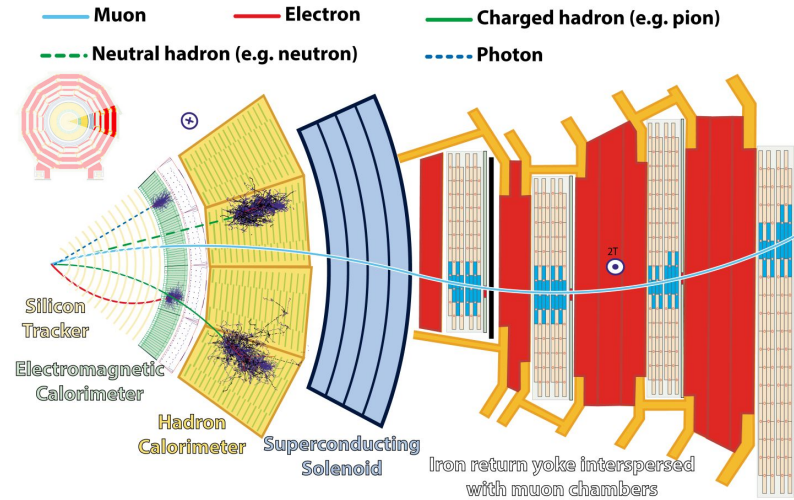 Muon
Electron
Charged hadron (e.g. pion)
Neutral hadron (e.g. neutron)
Photon
2T
Silicon
Tracker
Electromagnetic
Calorimeter
Hadron
Calorimeter
Superconducting
Solenoid
Iron return yoke interspersed
with muon chambers